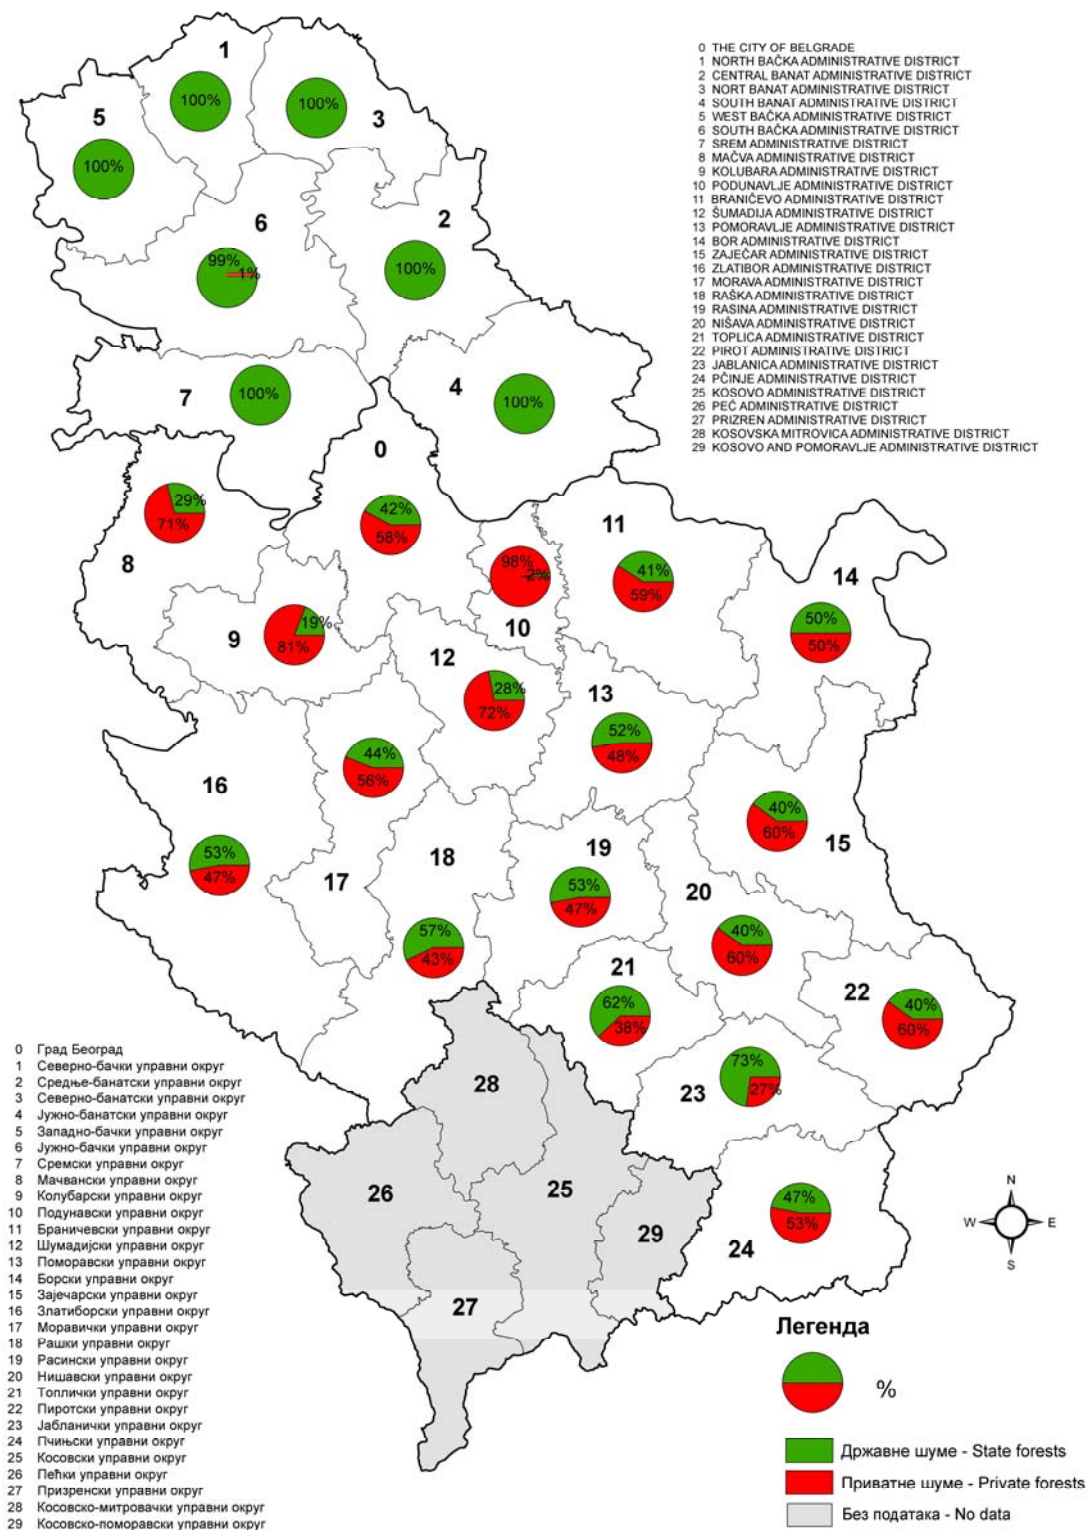 0 THE CITY OF BELGRADE
1 NORTH BAČKA ADMINISTRATIVE DISTRICT
2 CENTRAL BANAT ADMINISTRATIVE DISTRICT
3 NORT BANAT ADMINISTRATIVE DISTRICT
4 SOUTH BANAT ADMINISTRATIVE DISTRICT
5 WEST BAČKA ADMINISTRATIVE DISTRICT
6 SOUTH BAČKA ADMINISTRATIVE DISTRICT
7 SREM ADMINISTRATIVE DISTRICT
8 MAČVA ADMINISTRATIVE DISTRICT
9 KOLUBARA ADMINISTRATIVE DISTRICT
10 PODUNAVLJE ADMINISTRATIVE DISTRICT
11 BRANIČEVO ADMINISTRATIVE DISTRICT
12 ŠUMADIJA ADMINISTRATIVE DISTRICT
13 POMORAVLJE ADMINISTRATIVE DISTRICT
14 BOR ADMINISTRATIVE DISTRICT
15 ZAJEČAR ADMINISTRATIVE DISTRICT
16 ZLATIBOR ADMINISTRATIVE DISTRICT
17 MORAVA ADMINISTRATIVE DISTRICT
18 RAŠKA ADMINISTRATIVE DISTRICT
19 RASINA ADMINISTRATIVE DISTRICT
20 NIŠAVA ADMINISTRATIVE DISTRICT
21 TOPLICA ADMINISTRATIVE DISTRICT
22 PIROT ADMINISTRATIVE DISTRICT
23 JABLANICA ADMINISTRATIVE DISTRICT
24 PČINJE ADMINISTRATIVE DISTRICT
25 KOSOVO ADMINISTRATIVE DISTRICT
26 PEĆ ADMINISTRATIVE DISTRICT
27 PRIZREN ADMINISTRATIVE DISTRICT
28 KOSOVSKA MITROVICA ADMINISTRATIVE DISTRICT
29 KOSOVO AND POMORAVLJE ADMINISTRATIVE DISTRICT
1
100%
3
100%
5
100%
6
99%
1%
2
100%
7
100%
4
100%
0
42%
58%
8
29%
71%
9
19%
81%
10
98%
2%
11
41%
59%
14
50%
50%
12
28%
72%
13
52%
48%
44%
56%
17
16
53%
47%
15
40%
60%
18
57%
43%
19
53%
47%
20
40%
60%
21
62%
38%
22
40%
60%
23
73%
27%
24
47%
53%
28
26
25
29
27
N
W
E
S
0 Град Београд
1 Северно-бачки управни округ
2 Средње-банатски управни округ
3 Северно-банатски управни округ
4 Јужно-банатски управни округ
5 Западно-бачки управни округ
6 Јужно-бачки управни округ
7 Сремски управни округ
8 Мачвански управни округ
9 Колубарски управни округ
10 Подунавски управни округ
11 Браничевски управни округ
12 Шумадијски управни округ
13 Поморавски управни округ
14 Борски управни округ
15 Зајечарски управни округ
16 Златиборски управни округ
17 Моравички управни округ
18 Рашки управни округ
19 Расински управни округ
20 Нишавски управни округ
21 Топлички управни округ
22 Пиротски управни округ
23 Јабланички управни округ
24 Пчињски управни округ
25 Косовски управни округ
26 Пећки управни округ
27 Призренски управни округ
28 Косовско-митровачки управни округ
29 Косовско-поморавски управни округ
Легенда
%
Државне шуме - State forests
Приватне шуме - Private forests
Без података - No data